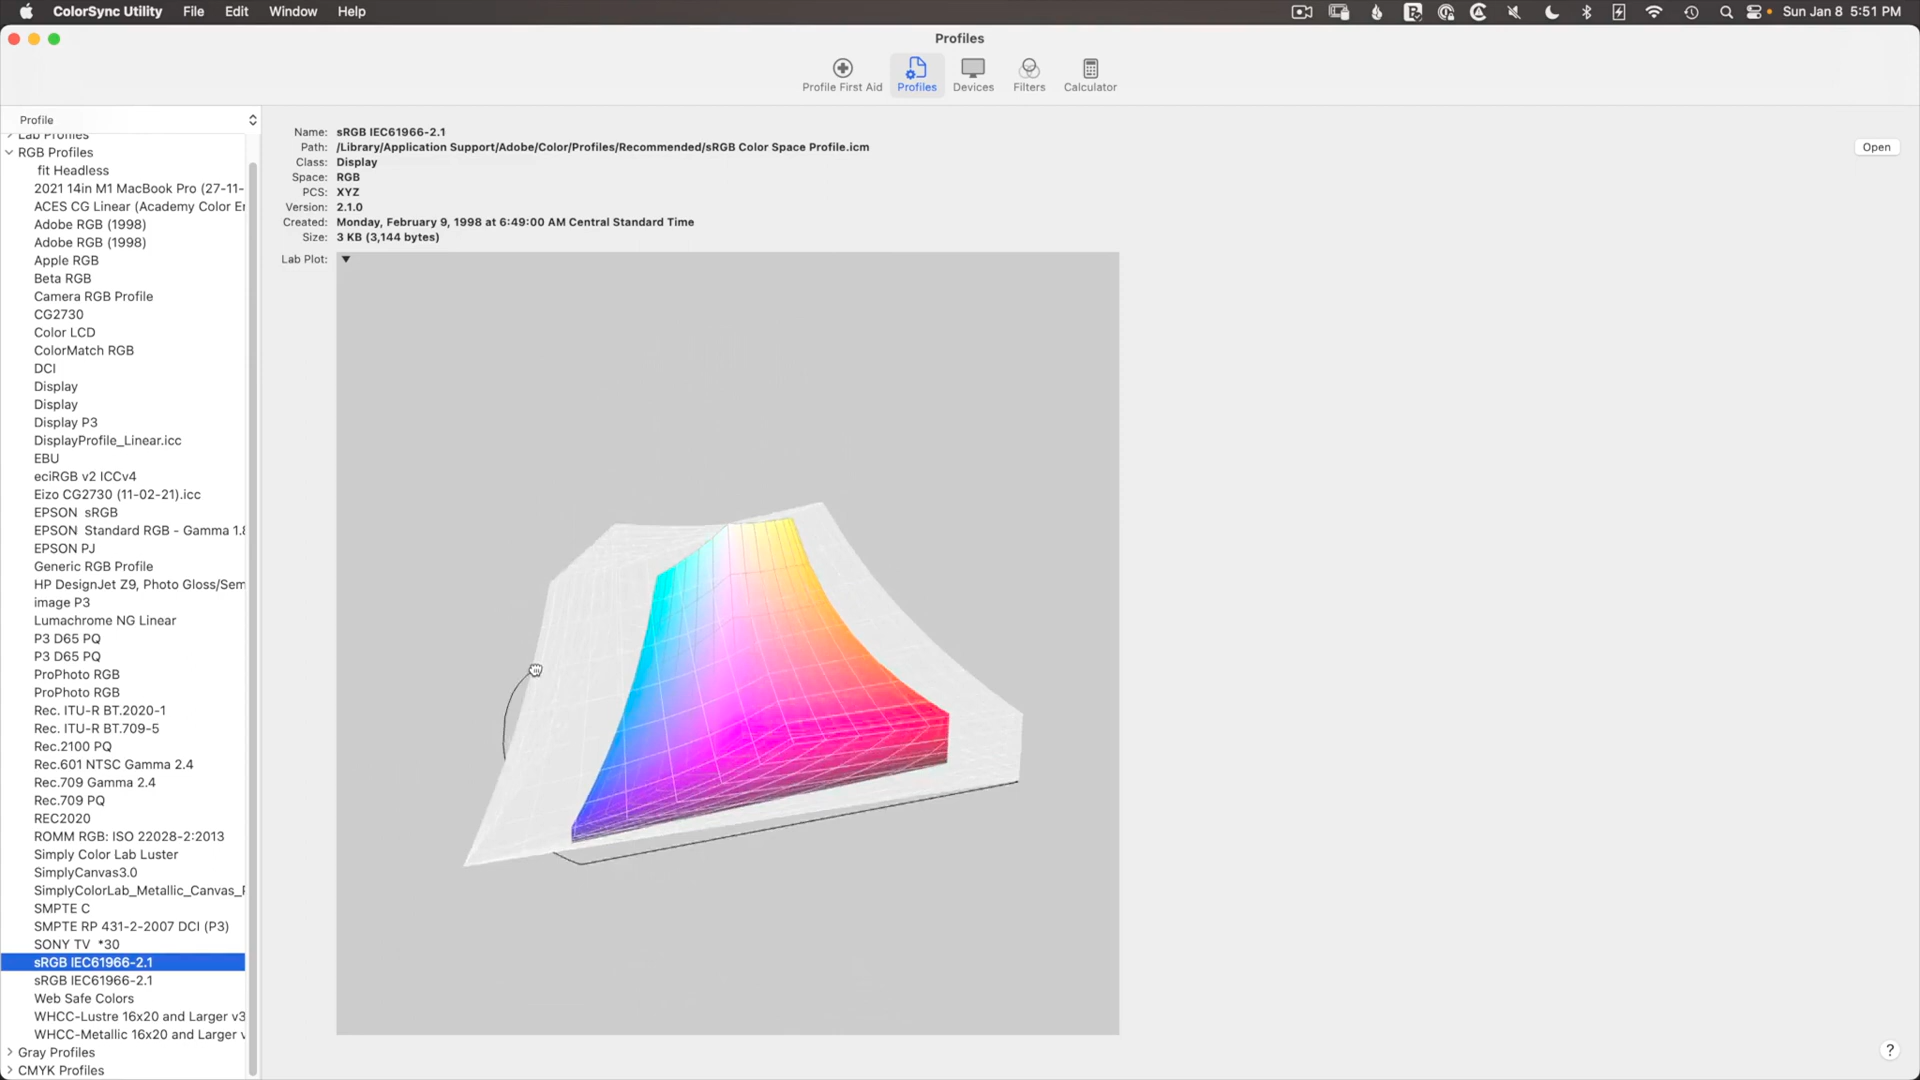 ColorSync Utility File Edit Window Help Sun Jan 8 5:51 PM
Profiles
Profile First Aid Profiles Devices Filters Calculator
Profile
Lab Profiles
RGB Profiles
fit Headless
2021 14in M1 MacBook Pro (27-11-
ACES CG Linear (Academy Color Er
Adobe RGB (1998)
Adobe RGB (1998)
Apple RGB
Beta RGB
Camera RGB Profile
CG2730
Color LCD
ColorMatch RGB
DCI
Display
Display
Display P3
DisplayProfile_Linear.icc
EBU
eciRGB v2 ICCv4
Eizo CG2730 (11-02-21).icc
EPSON sRGB
EPSON Standard RGB - Gamma 1.8
EPSON PJ
Generic RGB Profile
HP DesignJet Z9, Photo Gloss/Sem
image P3
Lumachrome NG Linear
P3 D65 PQ
P3 D65 PQ
ProPhoto RGB
ProPhoto RGB
Rec. ITU-R BT.2020-1
Rec. ITU-R BT.709-5
Rec.2100 PQ
Rec.601 NTSC Gamma 2.4
Rec.709 Gamma 2.4
Rec.709 PQ
REC2020
ROMM RGB: ISO 22028-2:2013
Simply Color Lab Luster
SimplyCanvas3.0
SimplyColorLab_Metallic_Canvas_F
SMPTE C
SMPTE RP 431-2-2007 DCI (P3)
SONY TV *30
sRGB IEC61966-2.1
sRGB IEC61966-2.1
Web Safe Colors
WHCC-Lustre 16x20 and Larger v3
WHCC-Metallic 16x20 and Larger v
Gray Profiles
CMYK Profiles
Name: sRGB IEC61966-2.1
Path: /Library/Application Support/Adobe/Color/Profiles/Recommended/sRGB Color Space Profile.icm
Open
Class: Display
Space: RGB
PCS: XYZ
Version: 2.1.0
Created: Monday, February 9, 1998 at 6:49:00 AM Central Standard Time
Size: 3 KB (3,144 bytes)
Lab Plot:
?